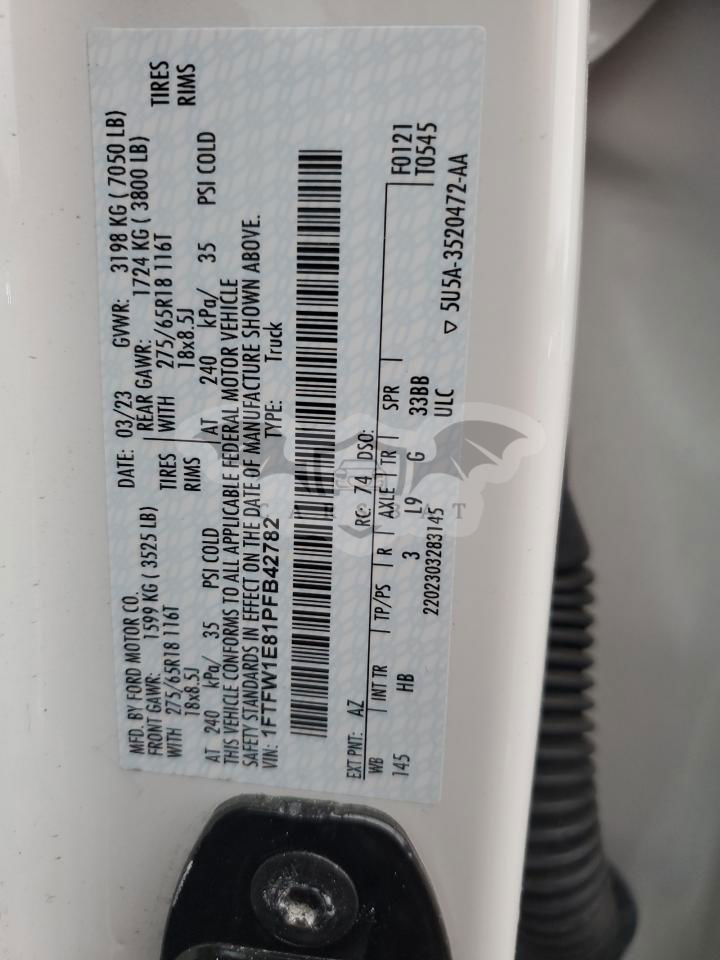 MFD. BY FORD MOTOR CO. DATE: 03/23 GVWR: 3198 KG ( 7050 LB)
FRONT GAWR: 1599 KG ( 3525 LB) REAR GAWR: 1724 KG ( 3800 LB)
WITH 275/65R18 116T TIRES WITH 275/65R18 116T TIRES
18x8.5J RIMS 18x8.5J RIMS
AT 240 kPa/ 35 PSI COLD AT 240 kPa/ 35 PSI COLD
THIS VEHICLE CONFORMS TO ALL APPLICABLE FEDERAL MOTOR VEHICLE
SAFETY STANDARDS IN EFFECT ON THE DATE OF MANUFACTURE SHOWN ABOVE.
VIN: 1FTFW1E81PFB42782 TYPE: Truck
EXT PNT: AZ RC: 74 DSO: F0121
WB INT TR TP/PS R AXLE TR SPR T0545
145 HB 3 L9 G 33BB
2202303283145 ULC
▽ 5U5A-3520472-AA
CARSBAT